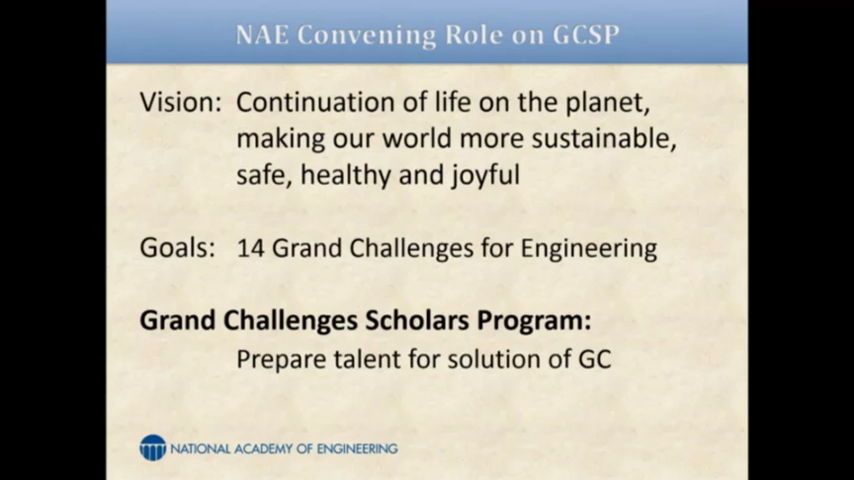 NAE Convening Role on GCSP
Vision: Continuation of life on the planet,
making our world more sustainable,
safe, healthy and joyful
Goals: 14 Grand Challenges for Engineering
Grand Challenges Scholars Program:
Prepare talent for solution of GC
NATIONAL ACADEMY OF ENGINEERING